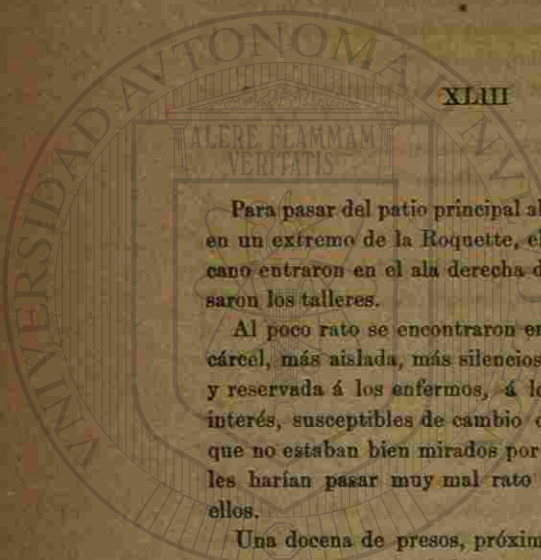 XLIII
ALERE FLAMMAM
VERITATIS
Para pasar del patio principal al
en un extremo de la Roquette, el
cano entraron en el ala derecha d
saron los talleres.
Al poco rato se encontraron en
cárcel, más aislada, más silencios
y reservada á los enfermos, á lo
interés, susceptibles de cambio d
que no estaban bien mirados por
les harían pasar muy mal rato
ellos.
Una docena de presos, próxim